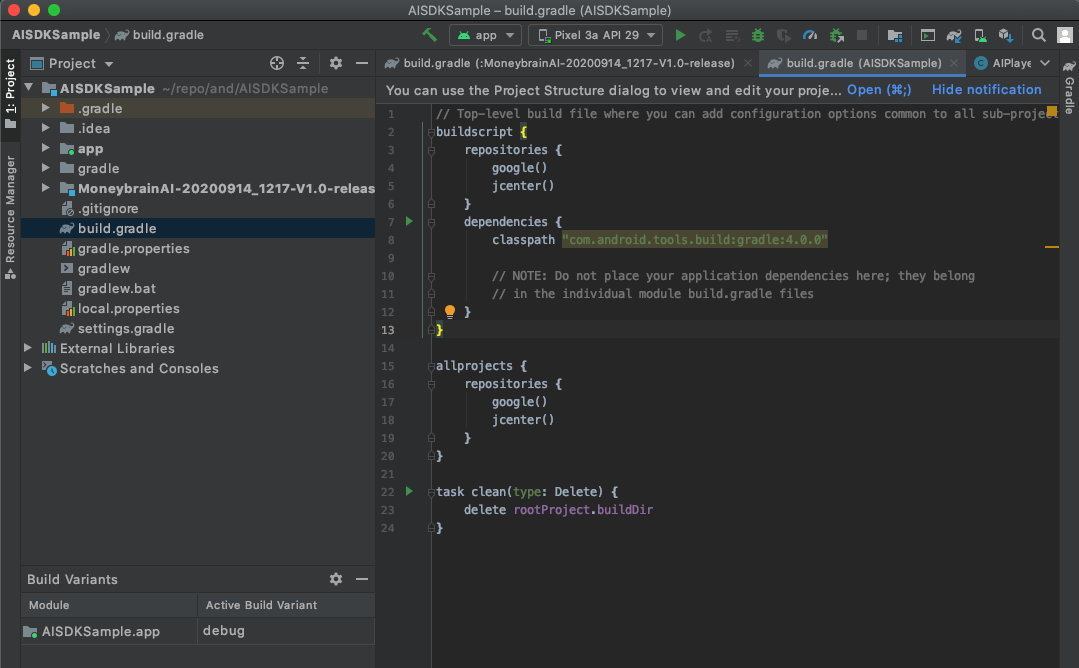 AISDKSample – build.gradle (AISDKSample)
AISDKSample build.gradle
app Pixel 3a API 29
1: Project
Resource Manager
Project
AISDKSample ~/repo/and/AISDKSample
.gradle
.idea
app
gradle
MoneybrainAI-20200914_1217-V1.0-releas
.gitignore
build.gradle
gradle.properties
gradlew
gradlew.bat
local.properties
settings.gradle
External Libraries
Scratches and Consoles
Build Variants
Module Active Build Variant
AISDKSample.app debug
build.gradle (:MoneybrainAI-20200914_1217-V1.0-release) build.gradle (AISDKSample) C AIPlaye
You can use the Project Structure dialog to view and edit your proje... Open (⌘;) Hide notification
1 // Top-level build file where you can add configuration options common to all sub-project
2 buildscript {
3 repositories {
4 google()
5 jcenter()
6 }
7 dependencies {
8 classpath "com.android.tools.build:gradle:4.0.0"
9
10 // NOTE: Do not place your application dependencies here; they belong
11 // in the individual module build.gradle files
12 }
13 }
14
15 allprojects {
16 repositories {
17 google()
18 jcenter()
19 }
20 }
21
22 task clean(type: Delete) {
23 delete rootProject.buildDir
24 }
Gradle